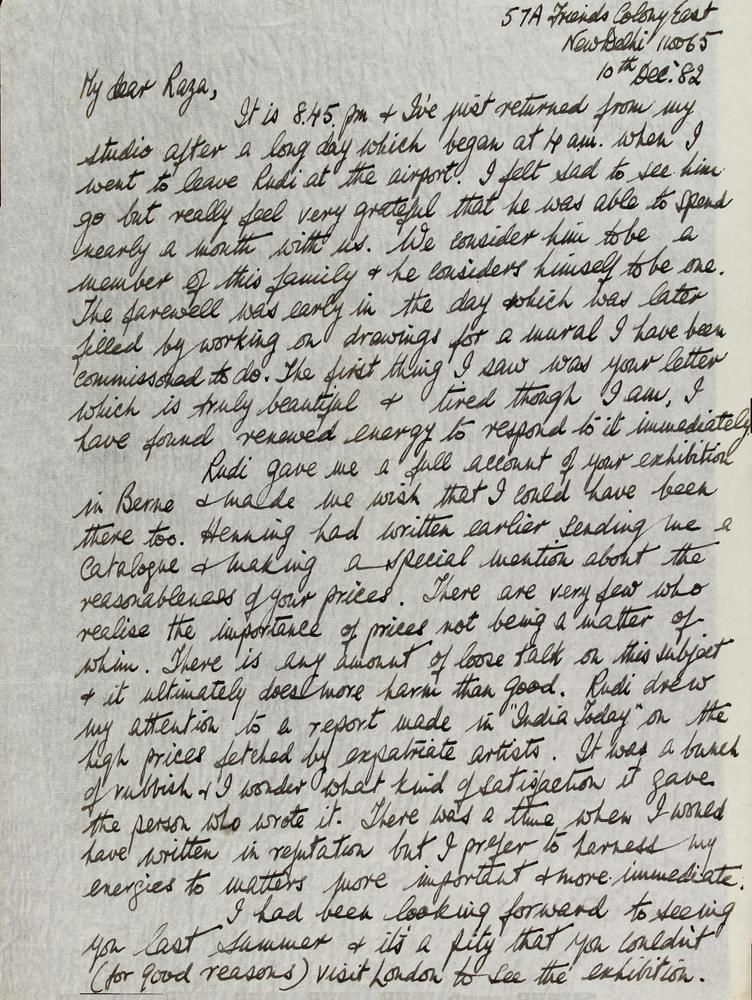 57A Friends Colony East
New Delhi 110065
10th Dec: 82
My dear Raza,
It is 8.45 pm & I've just returned from my
studio after a long day which began at 4 am. when I
went to leave Rudi at the airport. I felt sad to see him
go but really feel very grateful that he was able to spend
nearly a month with us. We consider him to be a
member of this family & he considers himself to be one.
The farewell was early in the day which was later
filled by working on drawings for a mural I have been
commissoned to do. The first thing I saw was your letter
which is truly beautiful & tired though I am, I
have found renewed energy to respond to it immediately
Rudi gave me a full account of your exhibition
in Berne & made me wish that I could have been
there too. Henning had written earlier sending me a
Catalogue & making a special mention about the
reasonableness of your prices. There are very few who
realise the importance of prices not being a matter of
whim. There is any amount of loose talk on this subject
& it ultimately does more harm than good. Rudi drew
my attention to a report made in "India Today" on the
high prices fetched by expatriate artists. It was a bunch
of rubbish & I wonder what kind of satisfaction it gave
the person who wrote it. There was a time when I would
have written in refutation but I prefer to harness my
energies to matters more important & more immediate.
I had been looking forward to seeing
you last summer & it's a pity that you couldn't
(for good reasons) visit London to see the exhibition.